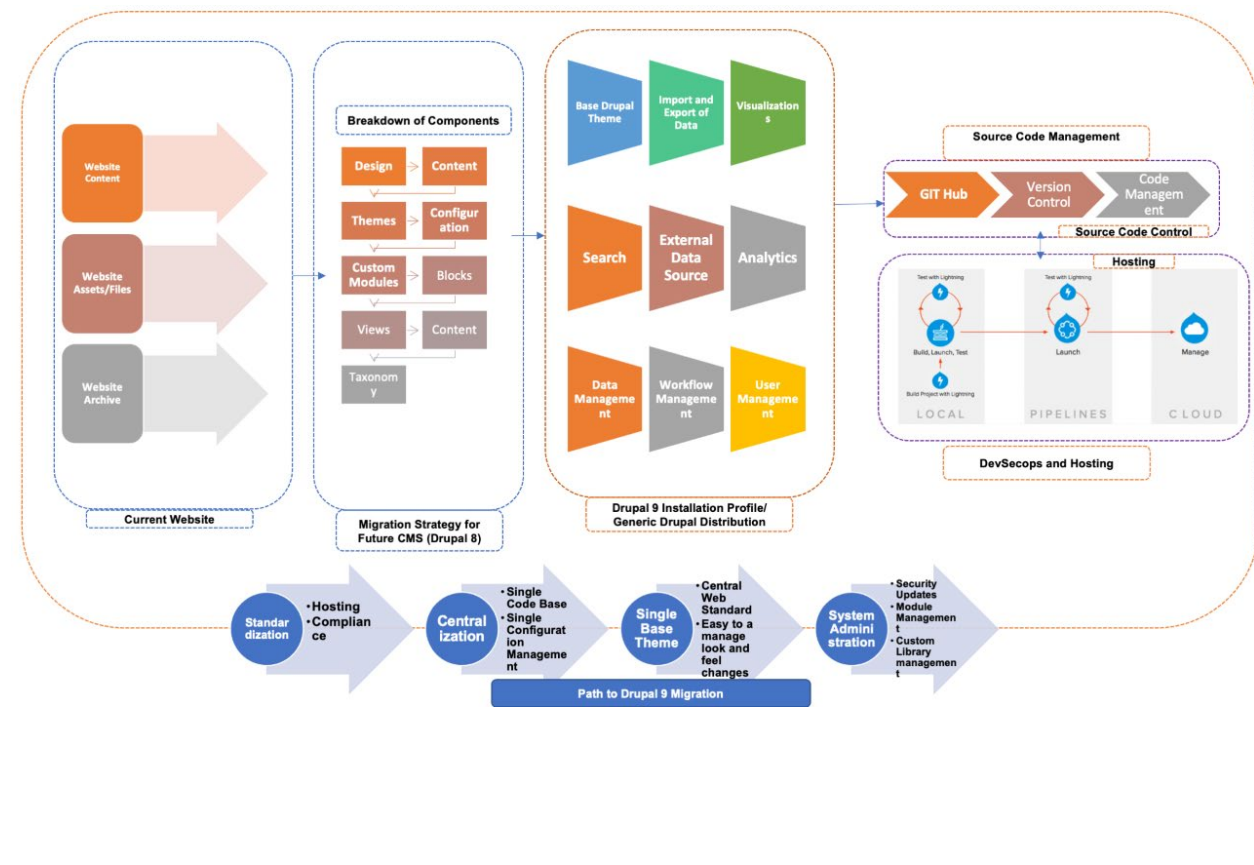 Website
Content
Website
Assets/Files
Website
Archive
Current Website
Breakdown of Components
Design
Content
Themes
Configur
ation
Custom
Modules
Blocks
Views
Content
Taxonom
y
Migration Strategy for
Future CMS (Drupal 8)
Base Drupal
Theme
Import and
Export of
Data
Visualization
s
Search
External
Data
Source
Analytics
Data
Manageme
nt
Workflow
Manageme
nt
User
Manageme
nt
Drupal 9 Installation Profile/
Generic Drupal Distribution
Source Code Management
GIT Hub
Version
Control
Code
Managem
ent
Source Code Control
Hosting
Test with Lightning
Test with Lightning
Build, Launch, Test
Launch
Manage
Build Project with Lightning
LOCAL
PIPELINES
CLOUD
DevSecops and Hosting
Standar
dization
•Hosting
•Complian
ce
Central
ization
•Single
Code Base
•Single
Configurat
ion
Manageme
nt
Single
Base
Theme
•Central
Web
Standard
•Easy to a
manage
look and
feel
changes
System
Admini
stration
•Security
Updates
•Module
Managemen
t
•Custom
Library
managemen
t
Path to Drupal 9 Migration